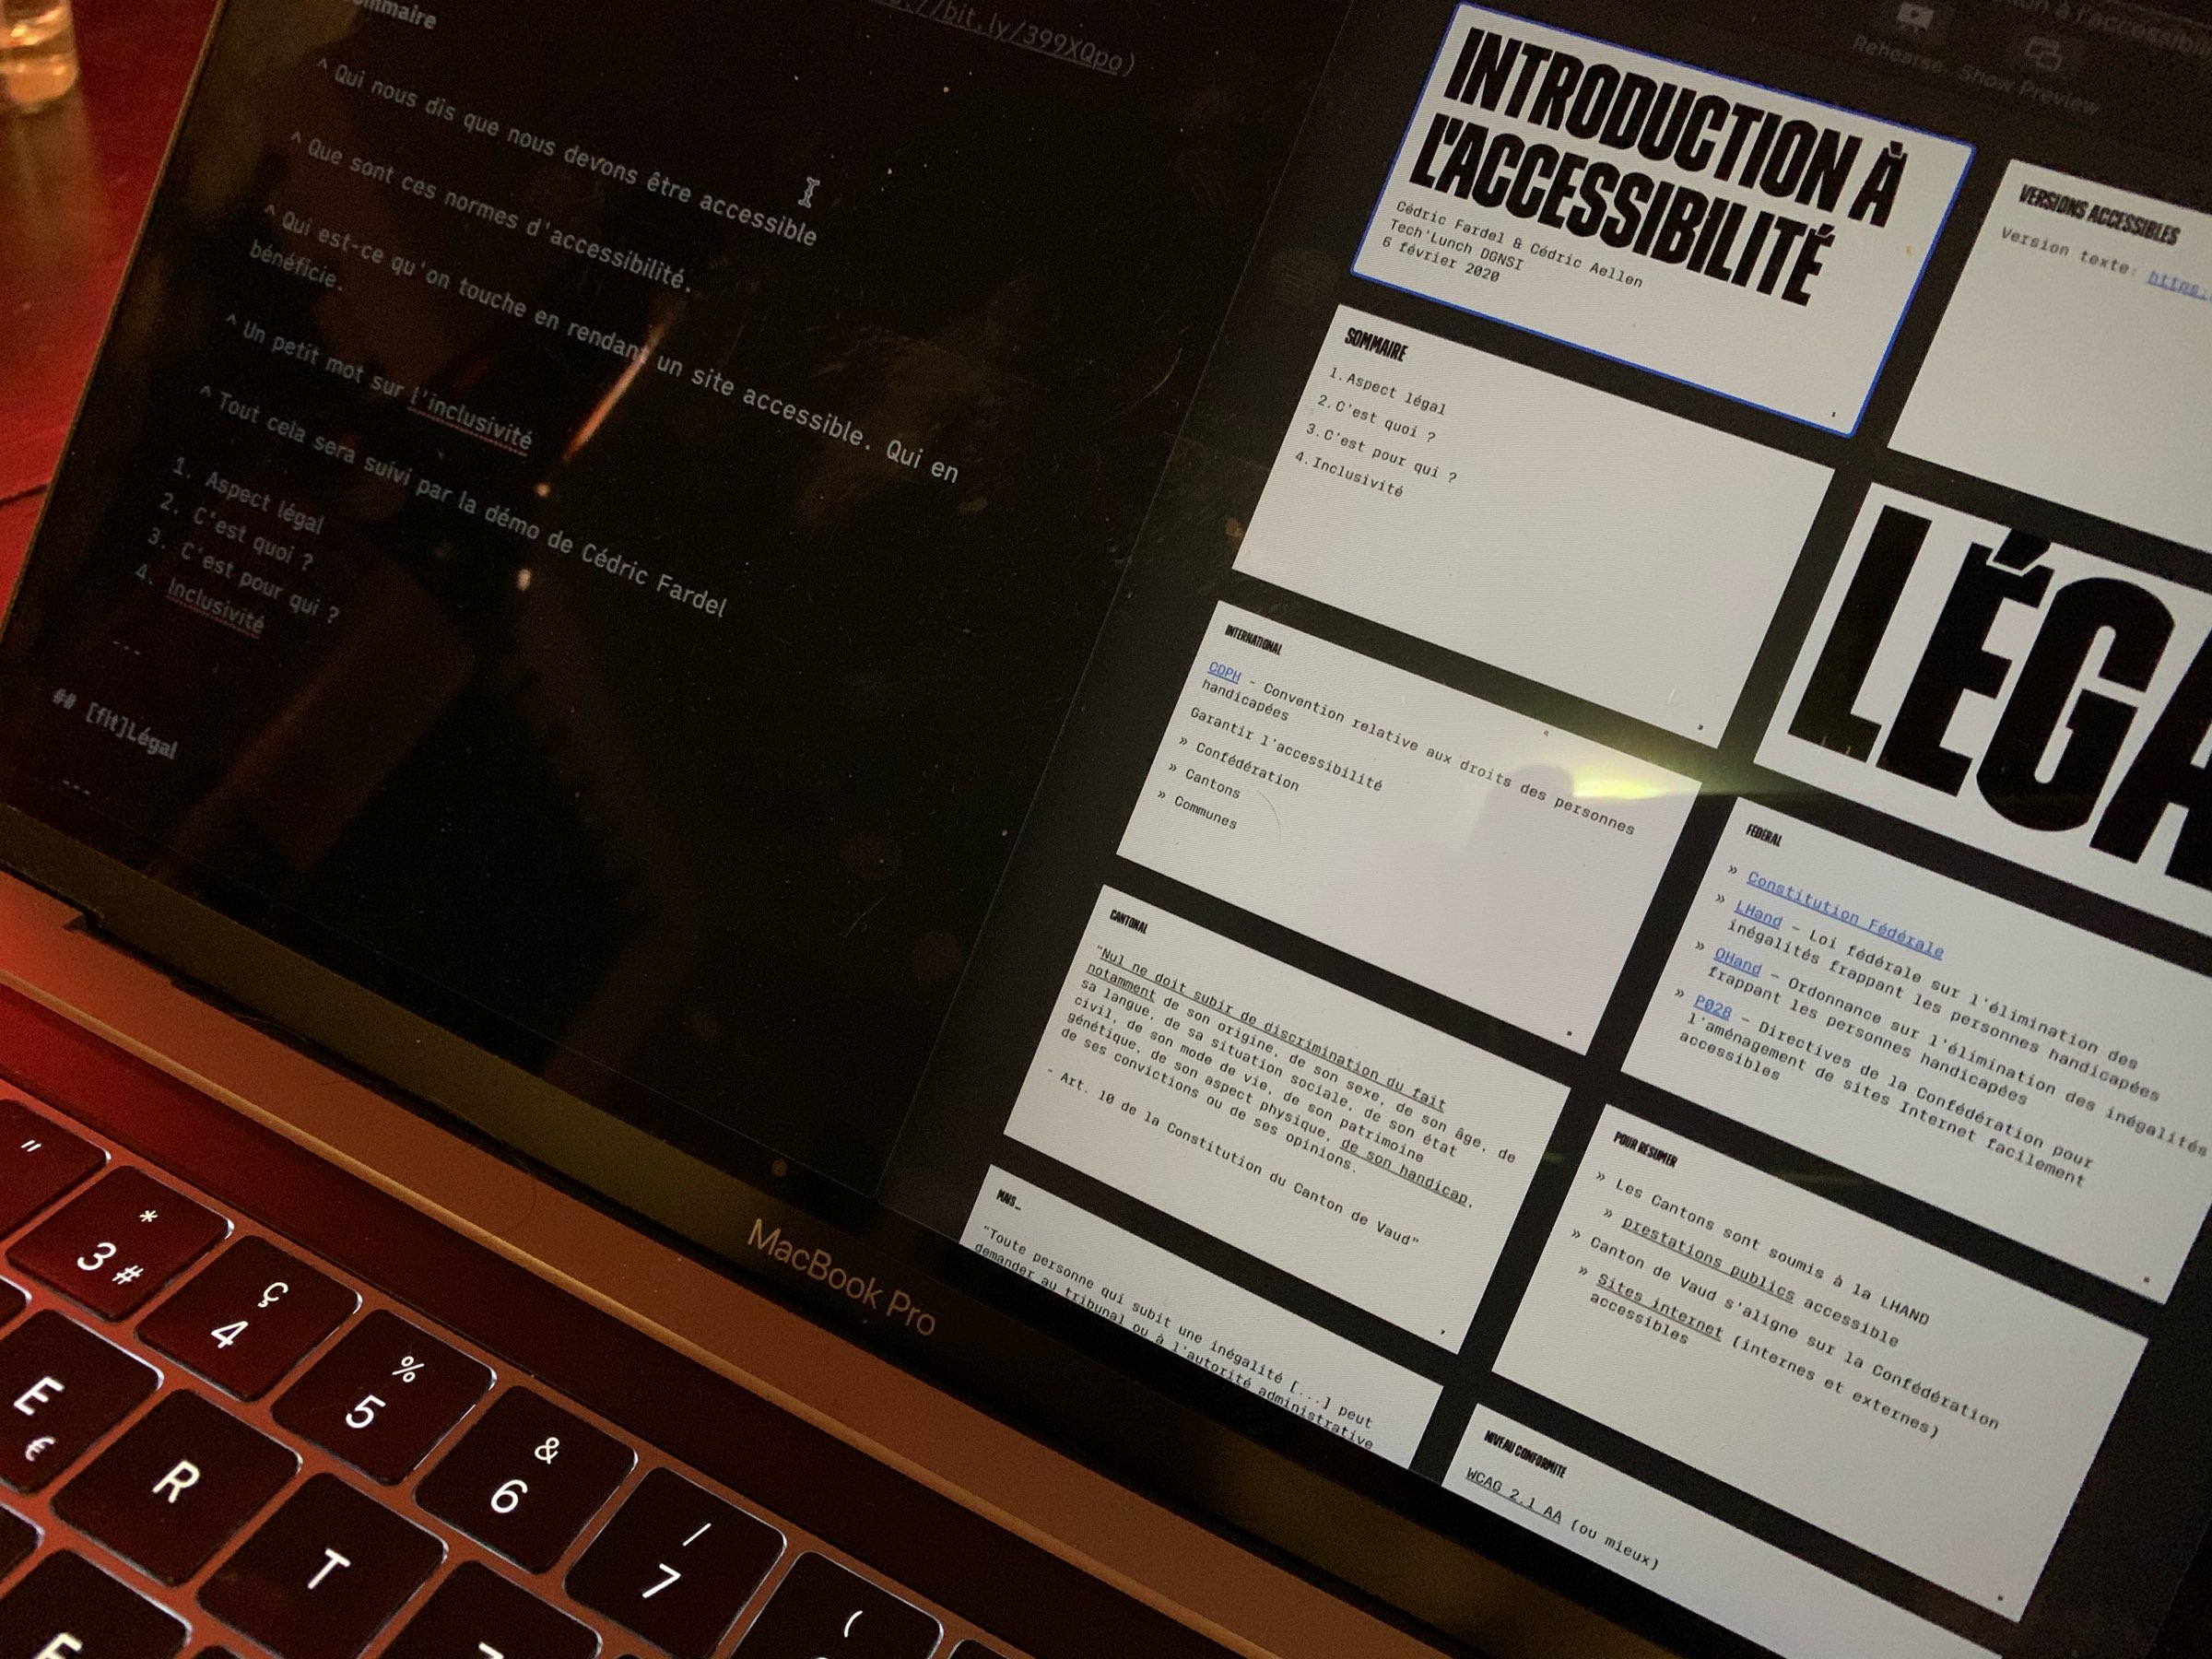 ommaire
://bit.ly/399XQpo)
^ Qui nous dis que nous devons être accessible
^ Que sont ces normes d'accessibilité.
^ Qui est-ce qu'on touche en rendant un site accessible. Qui en
bénéficie.
^ Un petit mot sur l'inclusivité
^ Tout cela sera suivi par la démo de Cédric Fardel
1. Aspect légal
2. C'est quoi ?
3. C'est pour qui ?
4. Inclusivité
---
## [fit]Légal
---
Rehearse
Show Preview
INTRODUCTION À
L'ACCESSIBILITÉ
Cédric Fardel & Cédric Aellen
Tech'Lunch DGNSI
6 février 2020
1
VERSIONS ACCESSIBLES
Version texte: https:
SOMMAIRE
1. Aspect légal
2. C'est quoi ?
3. C'est pour qui ?
4. Inclusivité
LÉGA
INTERNATIONAL
CDPH - Convention relative aux droits des personnes
handicapées
Garantir l'accessibilité
» Confédération
» Cantons
» Communes
FÉDÉRAL
» Constitution Fédérale
» LHand - Loi fédérale sur l'élimination des
inégalités frappant les personnes handicapées
» OHand - Ordonnance sur l'élimination des inégalités
frappant les personnes handicapées
» P028 - Directives de la Confédération pour
l'aménagement de sites Internet facilement
accessibles
CANTONAL
"Nul ne doit subir de discrimination du fait
notamment de son origine, de son sexe, de son âge, de
sa langue, de sa situation sociale, de son état
civil, de son mode de vie, de son patrimoine
génétique, de son aspect physique, de son handicap,
de ses convictions ou de ses opinions.
- Art. 10 de la Constitution du Canton de Vaud"
POUR RÉSUMER
» Les Cantons sont soumis à la LHAND
» prestations publics accessible
» Canton de Vaud s'aligne sur la Confédération
» Sites internet (internes et externes)
accessibles
MAIS…
"Toute personne qui subit une inégalité [...] peut
demander au tribunal ou à l'autorité administrative
NIVEAU CONFORMITÉ
WCAG 2.1 AA (ou mieux)
MacBook Pro
"
*
3 #
ç
4
%
5
&
6
/
7
(
E
€
R
T